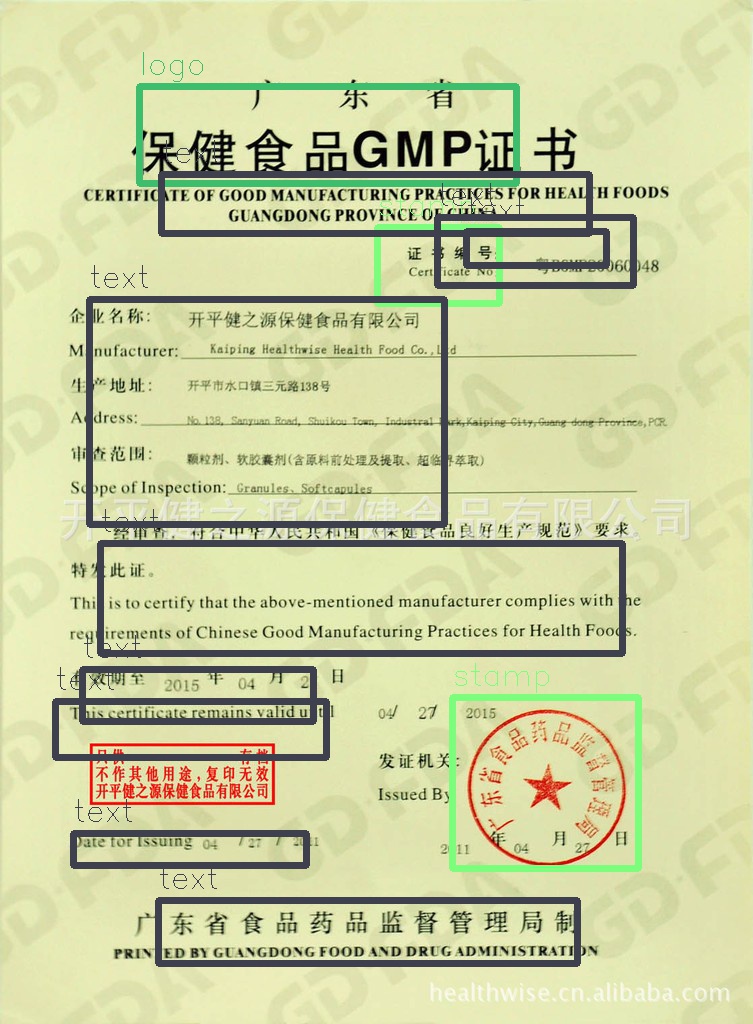 广 东 省
保健食品GMP证书
CERTIFICATE OF GOOD MANUFACTURING PRACTICES FOR HEALTH FOODS
GUANGDONG PROVINCE OF CHINA
证书编号:
Certificate No 粤BGMP20060048
企业名称: 开平健之源保健食品有限公司
Manufacturer: Kaiping Healthwise Health Food Co.,Ltd
生产地址: 开平市水口镇三元路138号
Address: No.138, Sanyuan Road, Shuikou Town, Industral Park,Kaiping City,Guang dong Province,PCR.
审查范围: 颗粒剂、软胶囊剂(含原料前处理及提取、超临界萃取)
Scope of Inspection: Granules、Softcapules
开平健之源保健食品有限公司
经审查，符合中华人民共和国《保健食品良好生产规范》要求
特发此证。
This is to certify that the above-mentioned manufacturer complies with the
requirements of Chinese Good Manufacturing Practices for Health Foods.
有效期至 2015 年 04 月 27 日
This certificate remains valid until 04/ 27/ 2015
只供 存档
不作其他用途,复印无效
开平健之源保健食品有限公司
发证机关:
Issued By
广东省食品药品监督管理局
2011 年 04 月 27 日
Date for Issuing 04 / 27 / 2011
广东省食品药品监督管理局制
PRINTED BY GUANGDONG FOOD AND DRUG ADMINISTRATION
healthwise.cn.alibaba.com
GD-FDA
logo
text
text
stamp
text
text
text
text
text
stamp
text
text